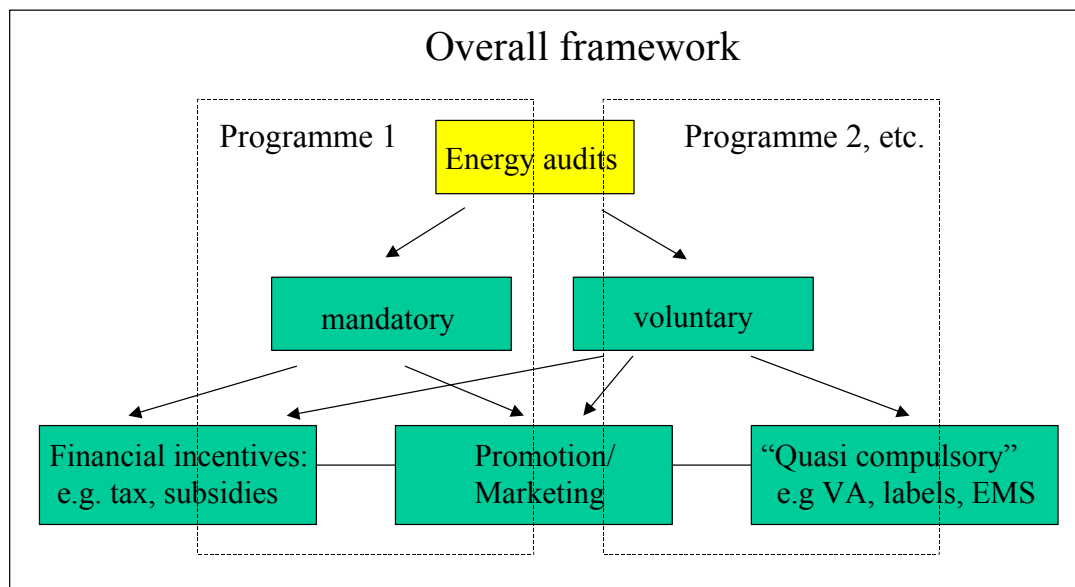 Overall framework
Programme 1
Programme 2, etc.
Energy audits
mandatory
voluntary
Financial incentives:
e.g. tax, subsidies
Promotion/
Marketing
“Quasi compulsory”
e.g VA, labels, EMS